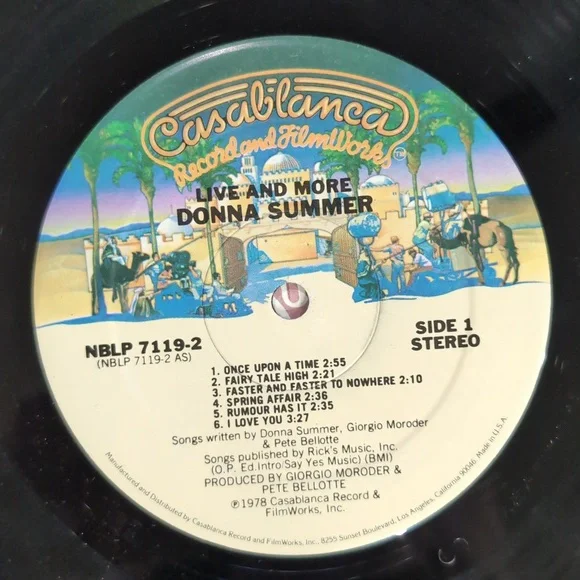 Casablanca
Record and FilmWorks
TM
LIVE AND MORE
DONNA SUMMER
NBLP 7119-2
(NBLP 7119-2 AS)
SIDE 1
STEREO
1. ONCE UPON A TIME 2:55
2. FAIRY TALE HIGH 2:21
3. FASTER AND FASTER TO NOWHERE 2:10
4. SPRING AFFAIR 2:36
5. RUMOUR HAS IT 2:35
6. I LOVE YOU 3:27
Songs written by Donna Summer, Giorgio Moroder
& Pete Bellotte
Songs published by Rick's Music, Inc.
(O.P. Ed.Intro/Say Yes Music) (BMI)
PRODUCED BY GIORGIO MORODER &
PETE BELLOTTE
℗1978 Casablanca Record &
FilmWorks, Inc.
Manufactured and Distributed by Casablanca Record and FilmWorks, Inc., 8255 Sunset Boulevard, Los Angeles, California 90046 Made in U.S.A.